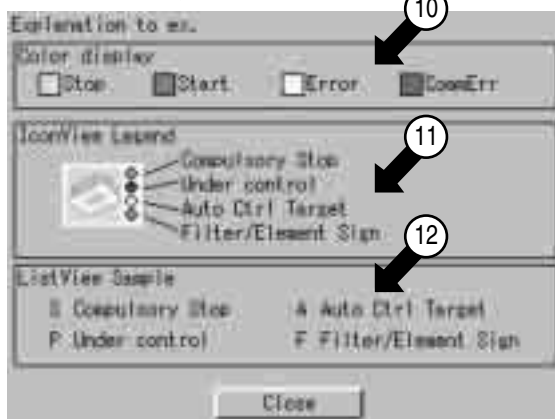 10
Explanation to ex.
Color display
Stop Start Error CommErr
IconView Legend
11
Compulsory Stop
Under control
Auto Ctrl Target
Filter/Element Sign
12
ListView Sample
S Compulsory Stop A Auto Ctrl Target
P Under control F Filter/Element Sign
Close